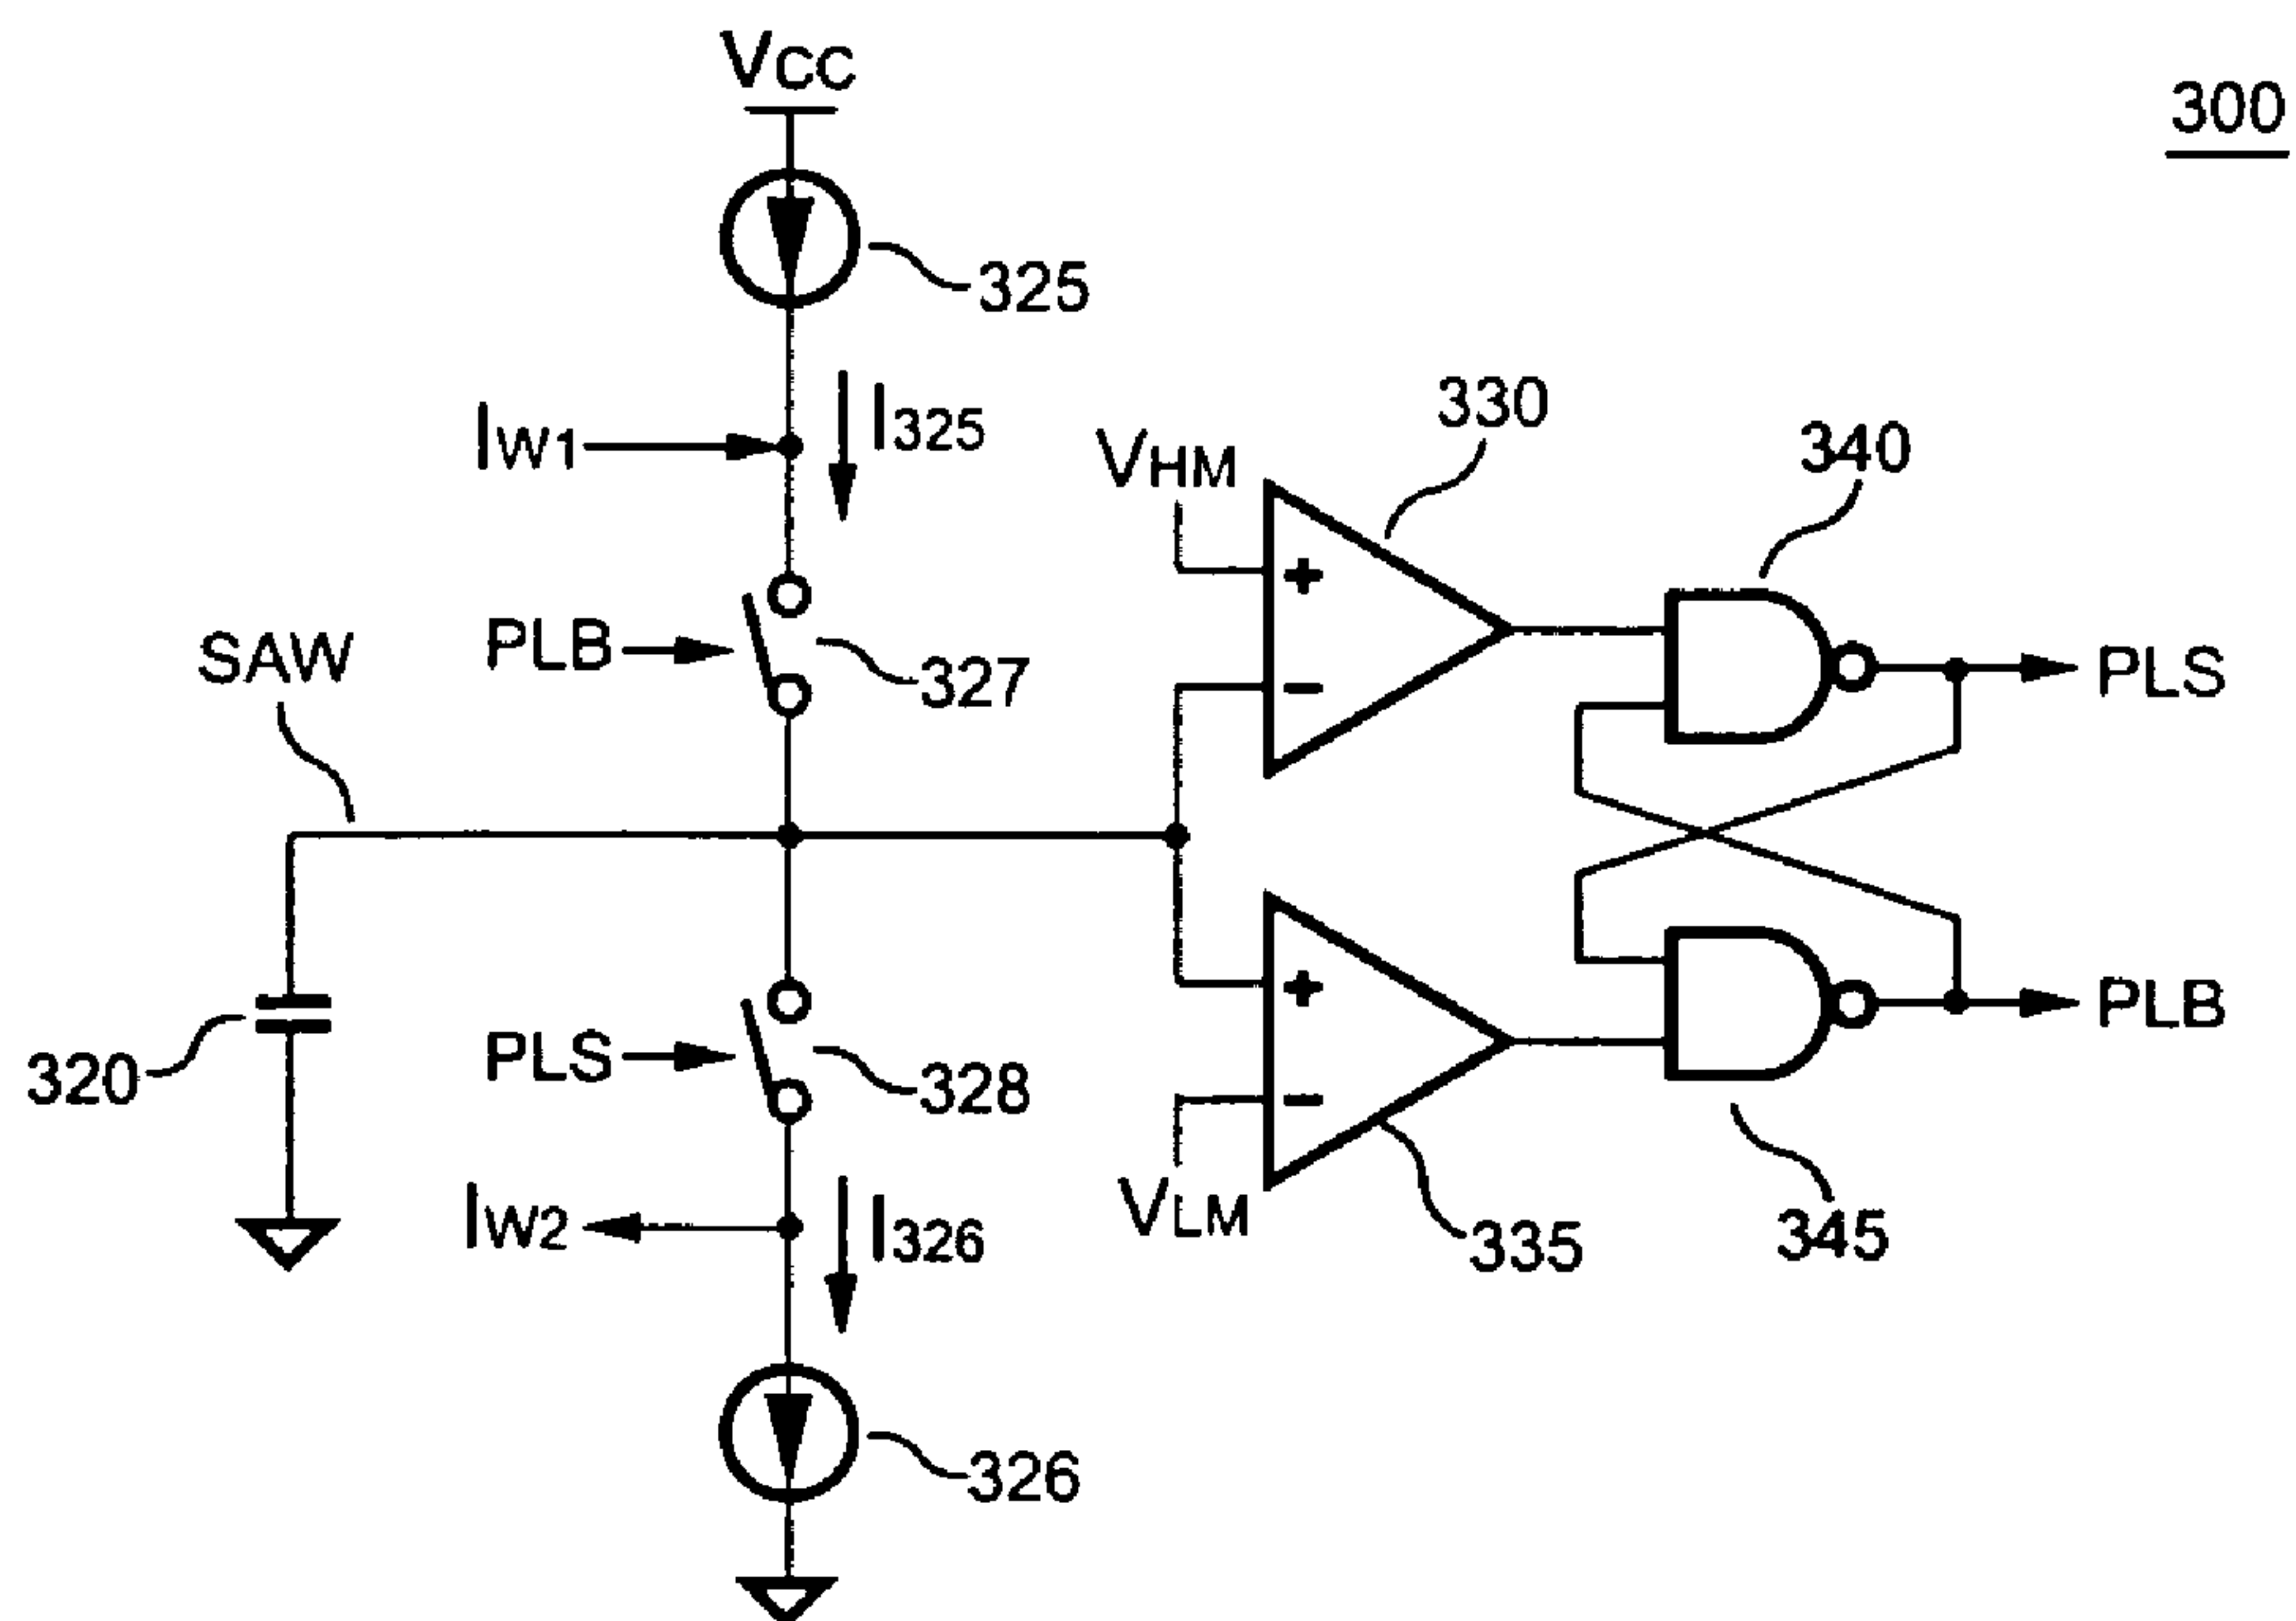 VCC
300
325
IW1
I325
330
340
VHM
PLB
327
SAW
PLS
+
−
320
PLS
328
+
−
PLB
IW2
I326
VLM
335
345
326